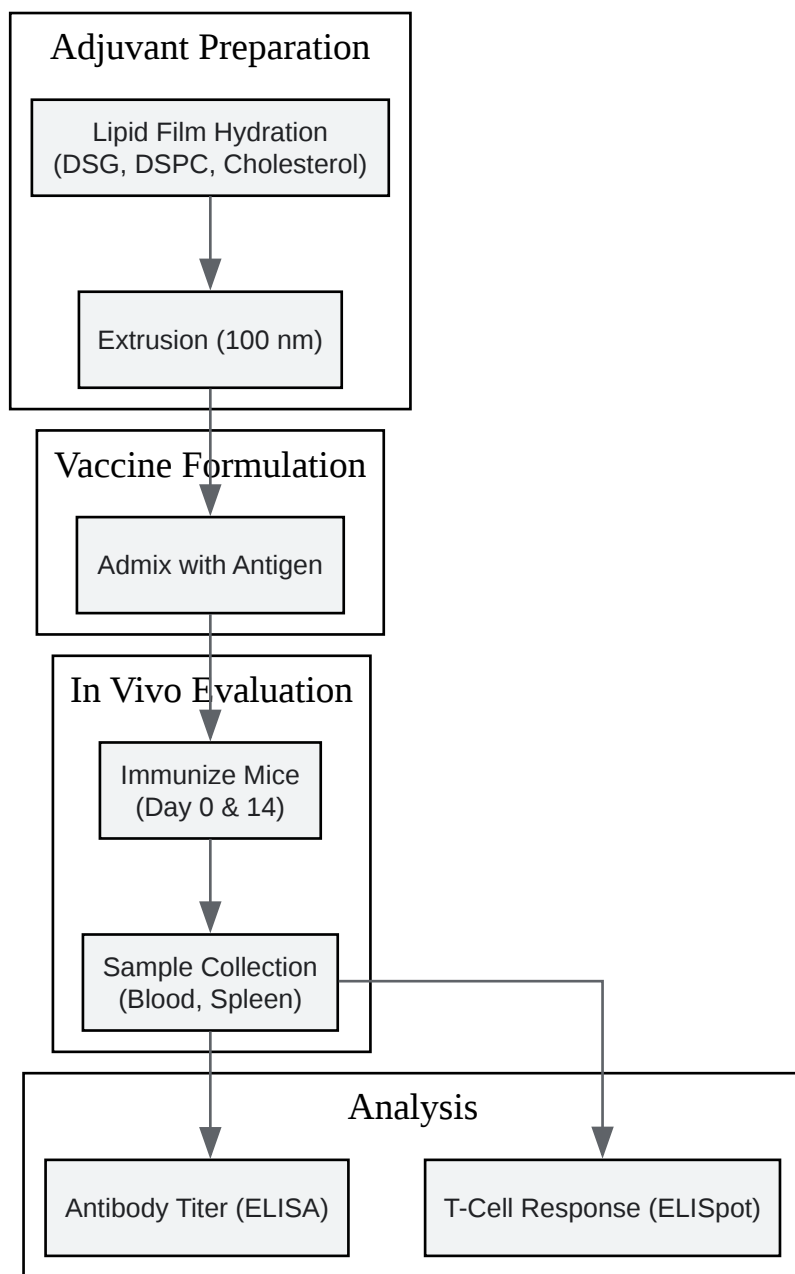 Adjuvant Preparation
Lipid Film Hydration
(DSG, DSPC, Cholesterol)
Extrusion (100 nm)
Vaccine Formulation
Admix with Antigen
In Vivo Evaluation
Immunize Mice
(Day 0 & 14)
Sample Collection
(Blood, Spleen)
Analysis
Antibody Titer (ELISA)
T-Cell Response (ELISpot)